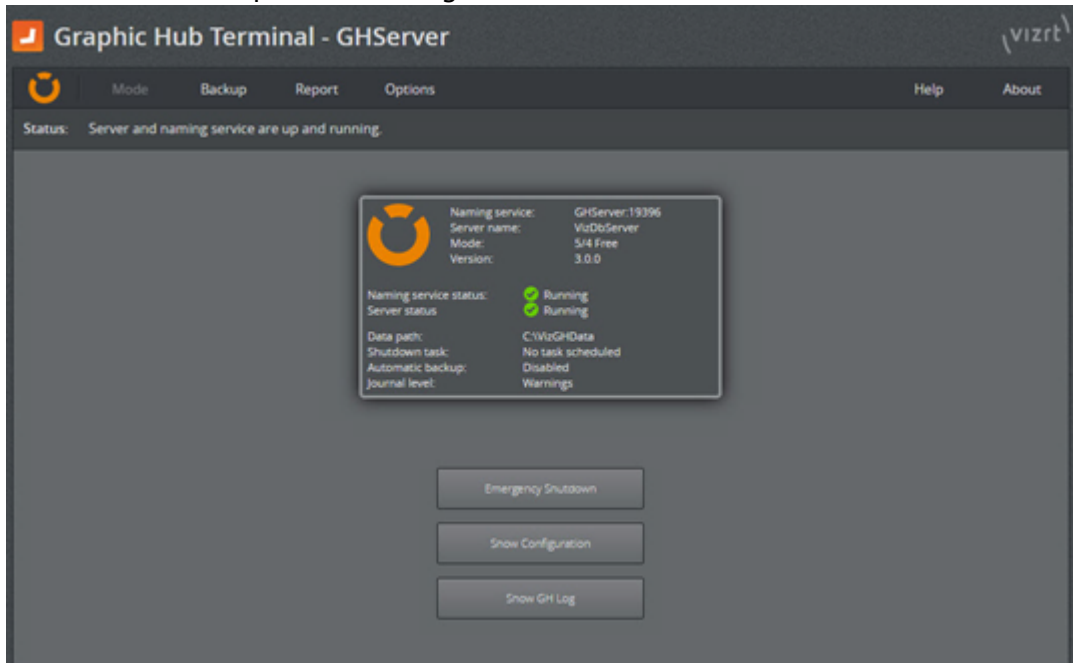 Graphic Hub Terminal - GHServer
vizrt
Mode Backup Report Options Help About
Status: Server and naming service are up and running.
Naming service: GHServer:19396
Server name: VizDbServer
Mode: 5/4 Free
Version: 3.0.0
Naming service status: Running
Server status Running
Data path: C:\VizGHData
Shutdown task: No task scheduled
Automatic backup: Disabled
Journal level: Warnings
Emergency Shutdown
Show Configuration
Show GH Log